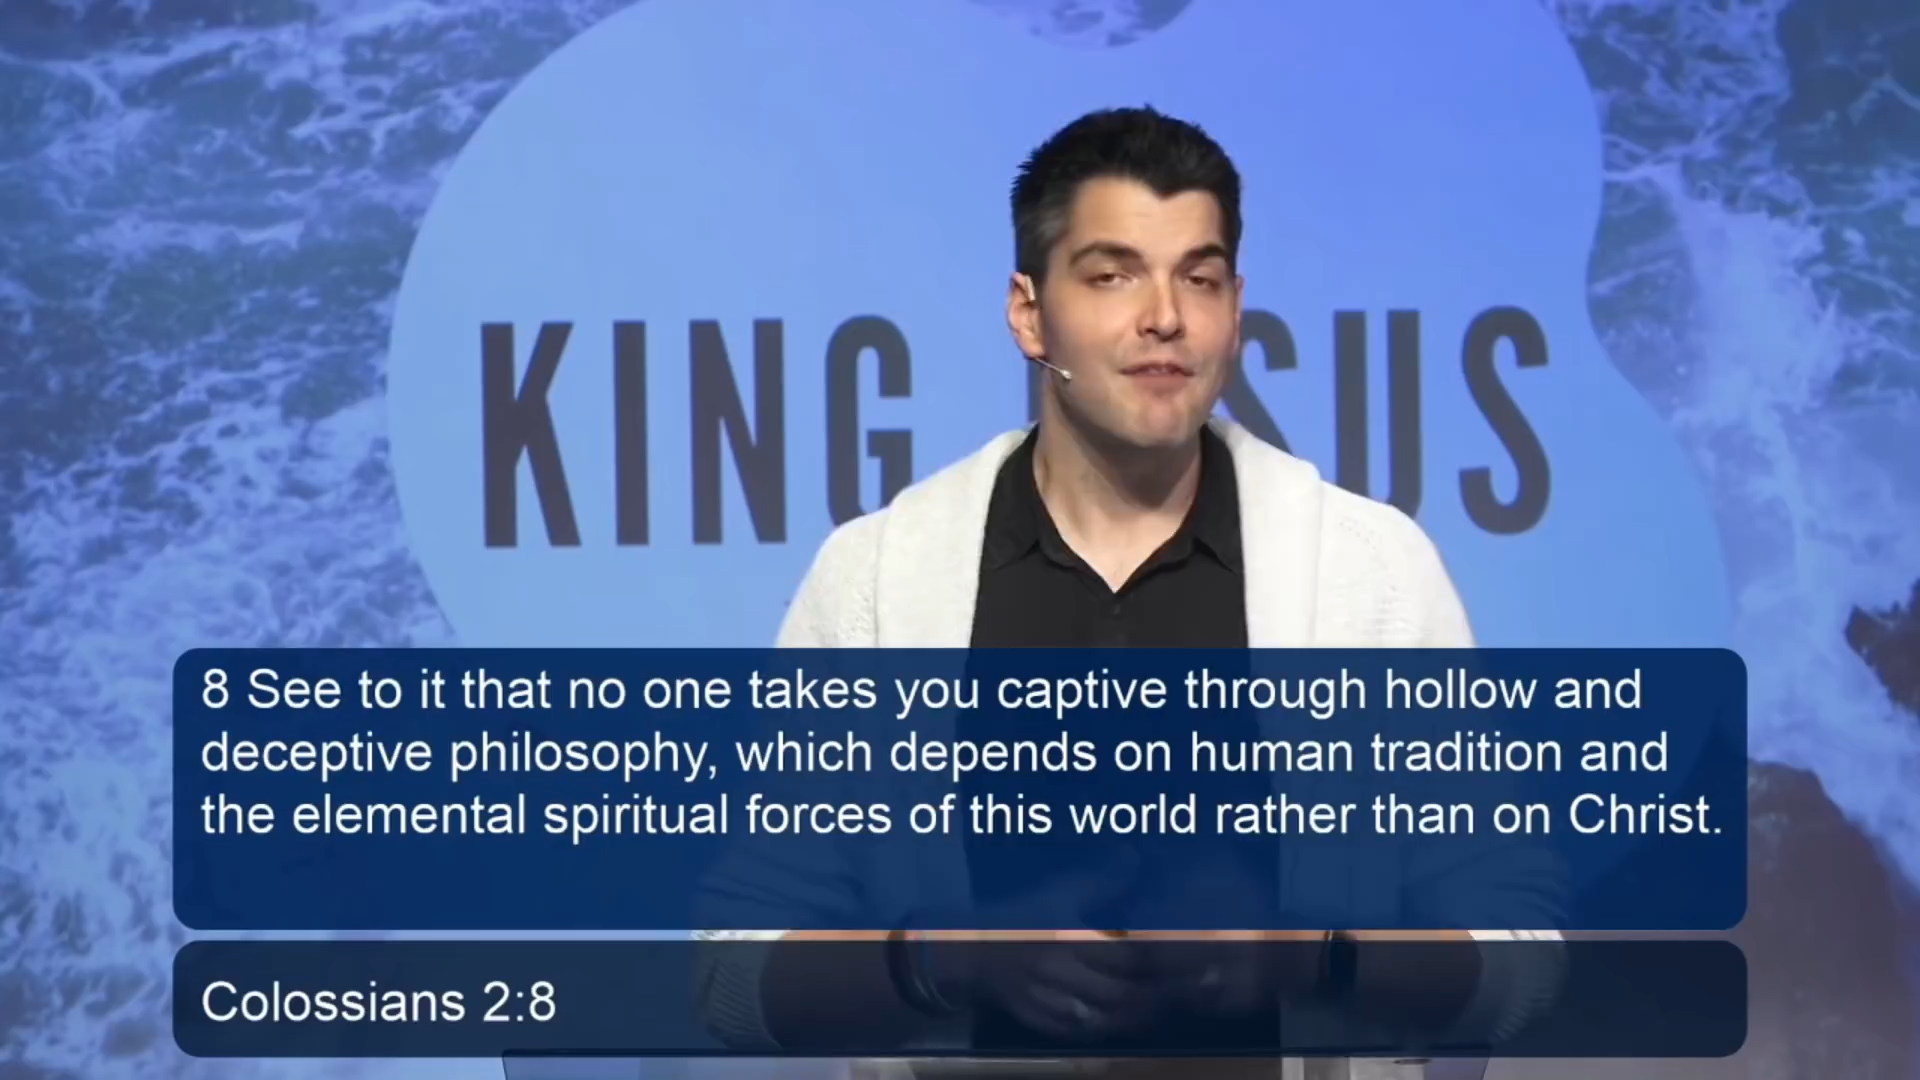 KING JESUS
8 See to it that no one takes you captive through hollow and
deceptive philosophy, which depends on human tradition and
the elemental spiritual forces of this world rather than on Christ.
Colossians 2:8